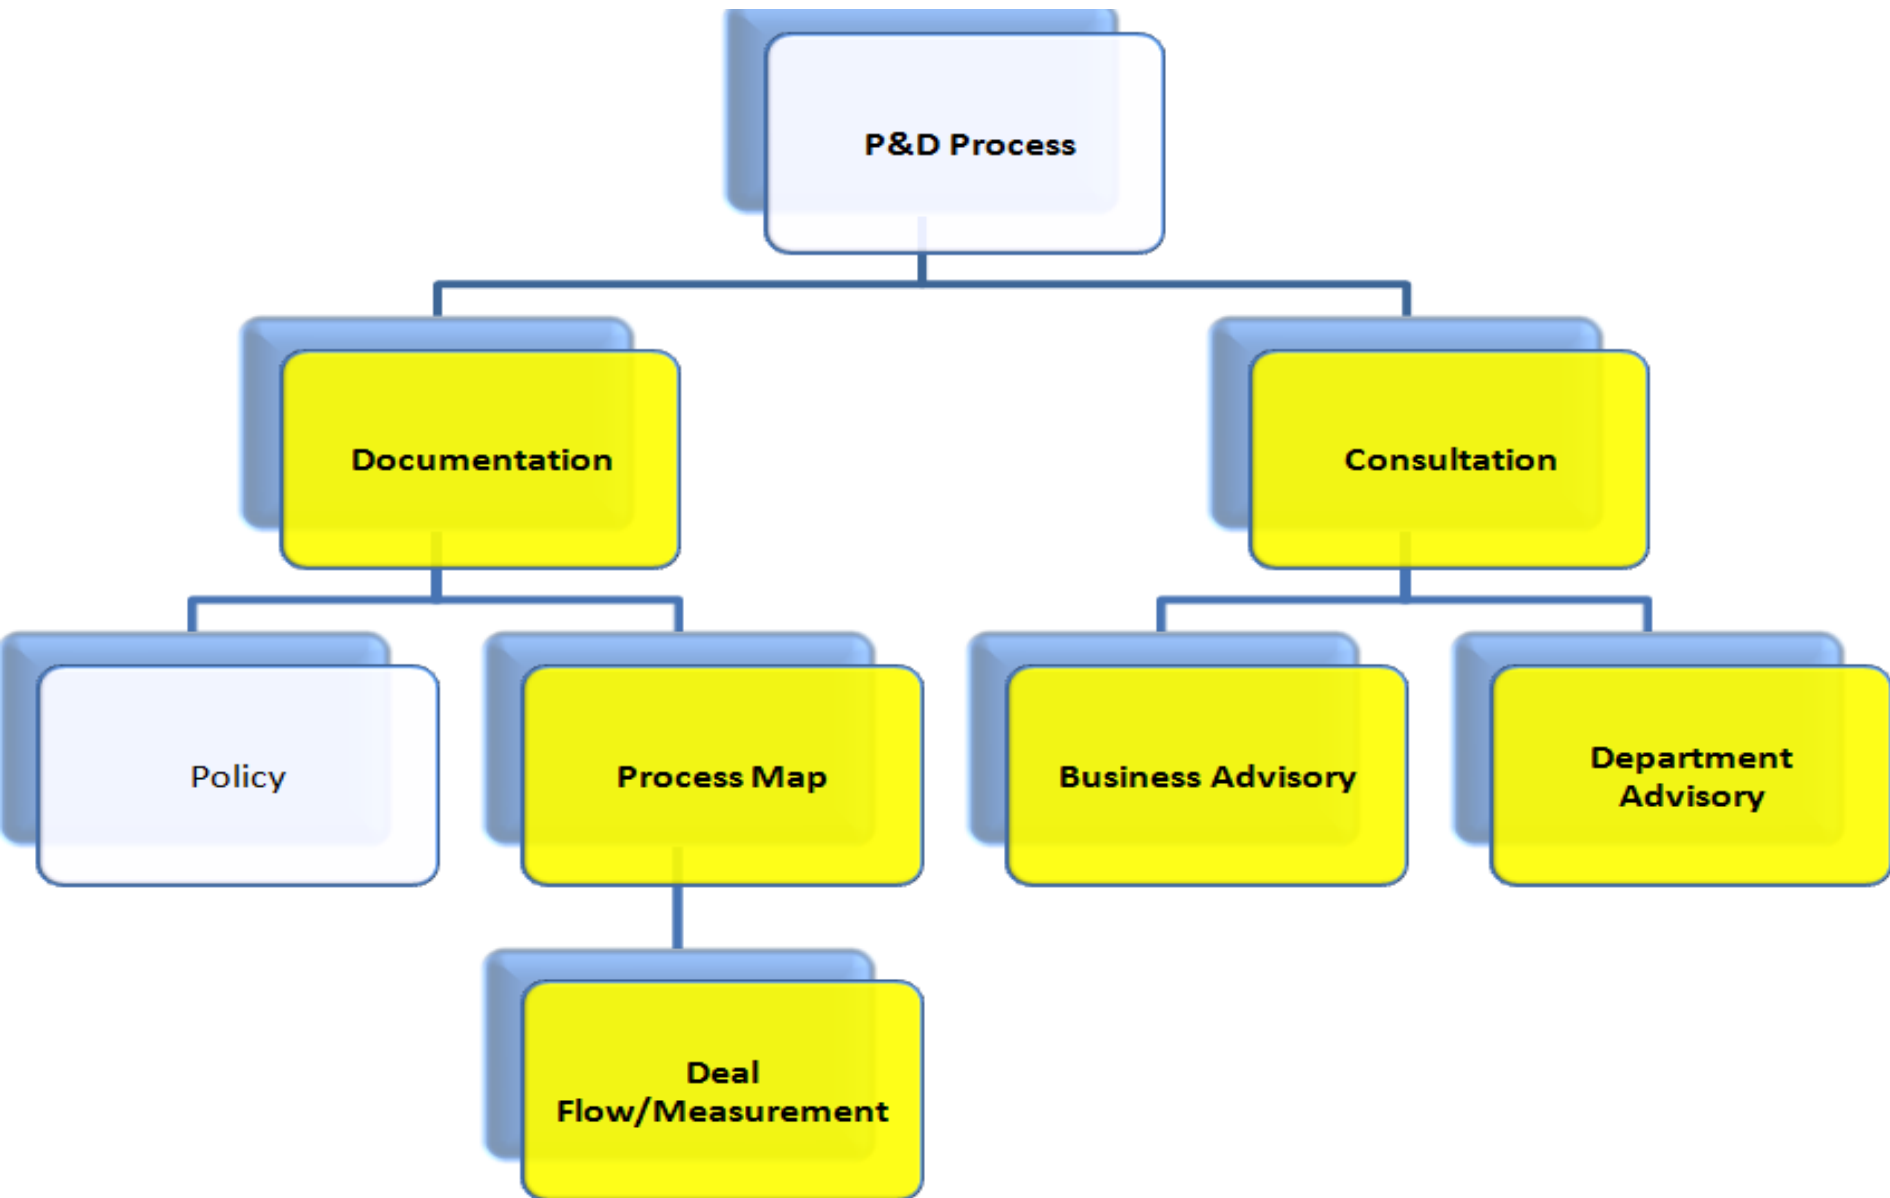 P&D Process
Documentation
Consultation
Policy
Process Map
Business Advisory
Department
Advisory
Deal
Flow/Measurement